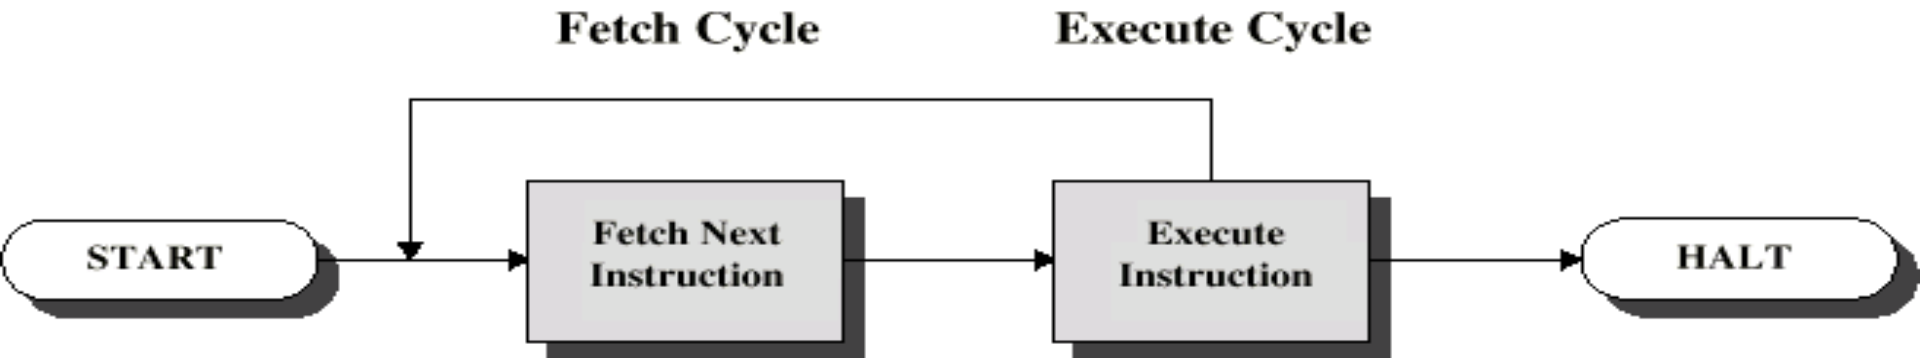 Fetch Cycle
Execute Cycle
START
Fetch Next
Instruction
Execute
Instruction
HALT